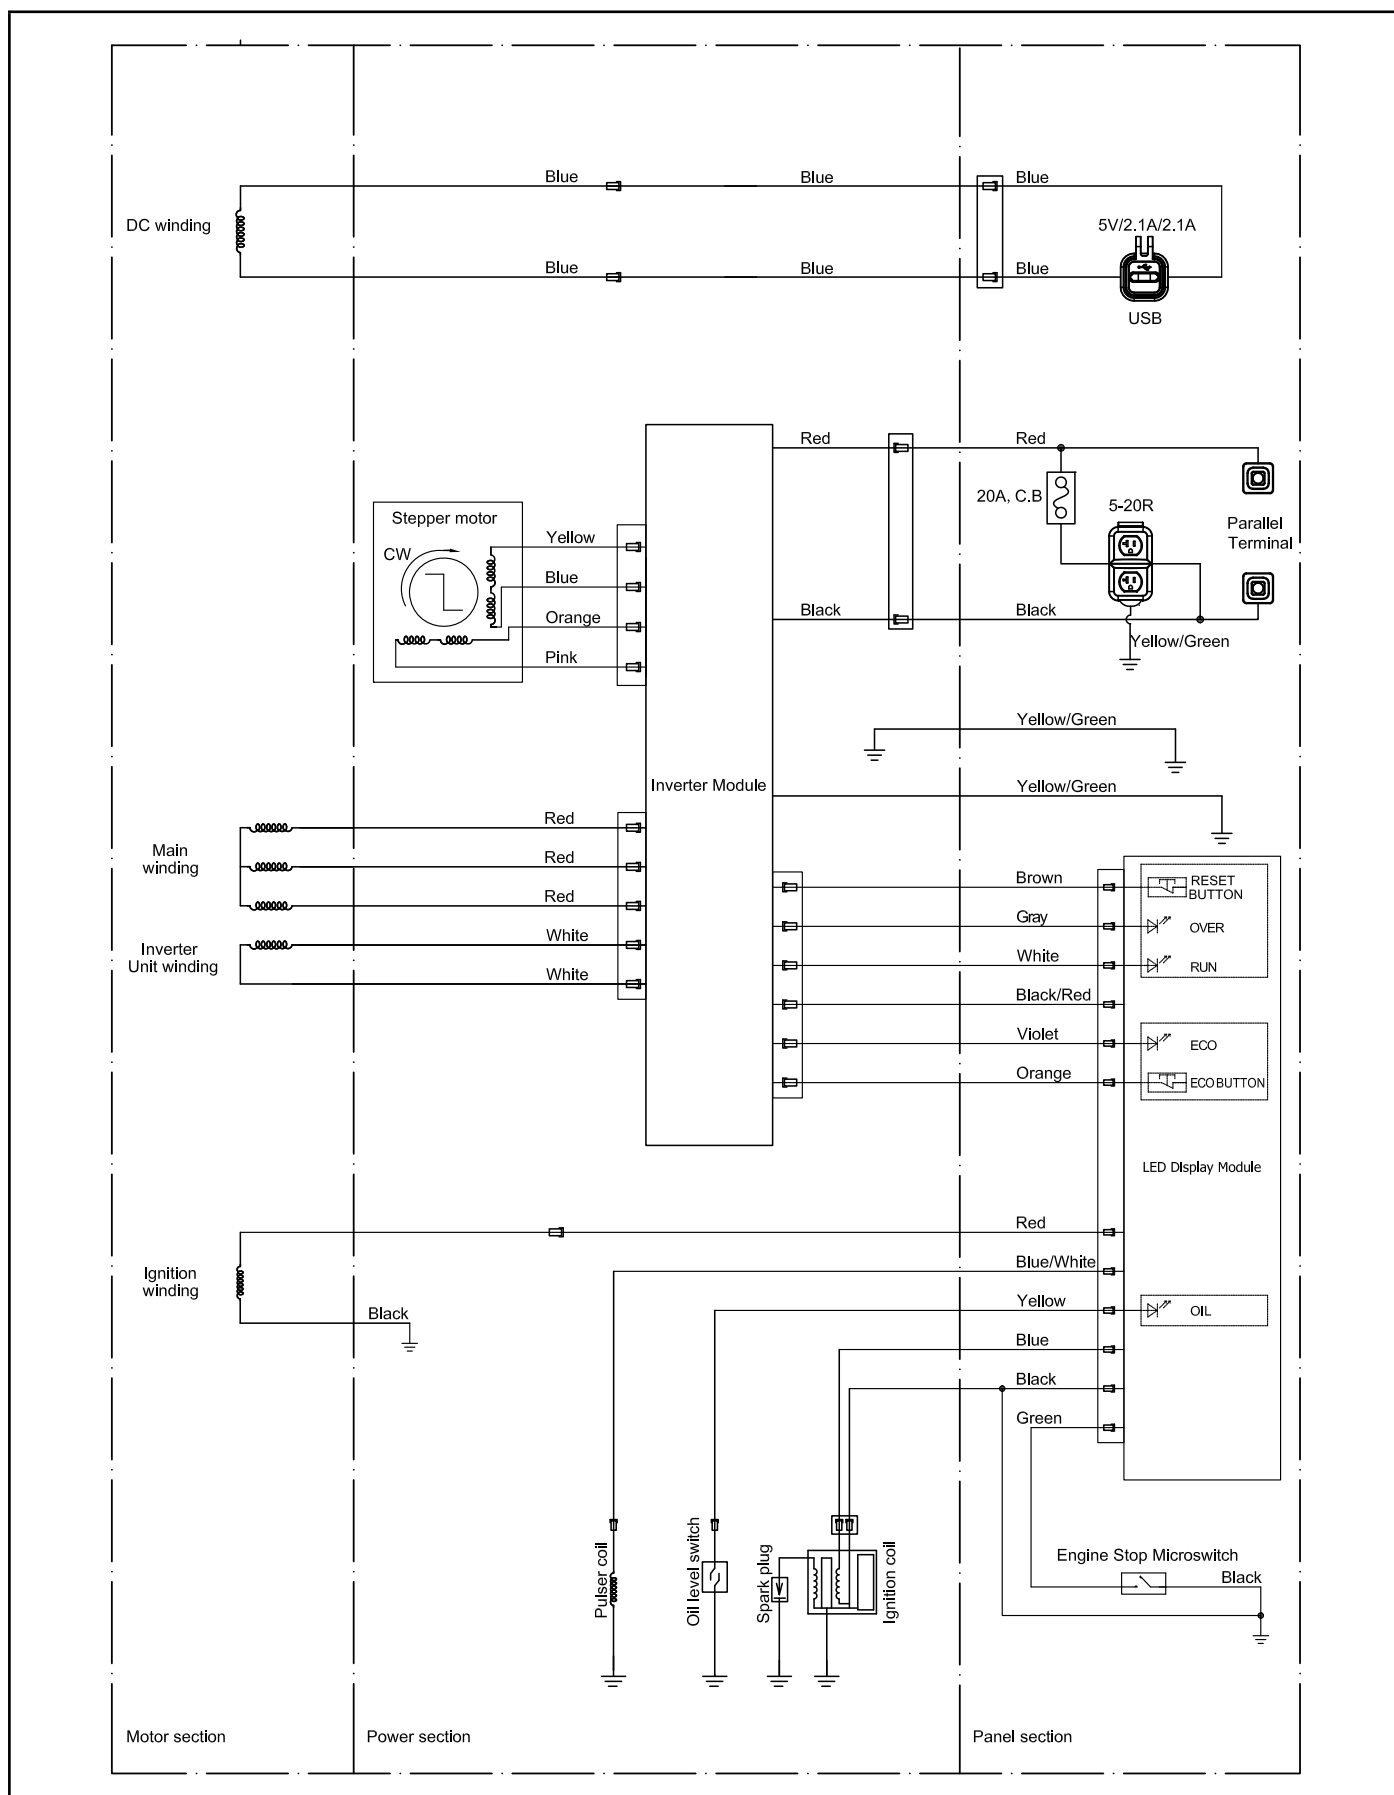 Blue
Blue
Blue
DC winding
5V/2.1A/2.1A
Blue
Blue
Blue
USB
Red
Red
20A, C.B
5-20R
Parallel
Terminal
Stepper motor
CW
Yellow
Blue
Orange
Pink
Black
Black
Yellow/Green
Yellow/Green
Inverter Module
Yellow/Green
Main
winding
Red
Red
Red
Inverter
Unit winding
White
White
Brown
RESET
BUTTON
Gray
OVER
White
RUN
Black/Red
Violet
ECO
Orange
ECO BUTTON
LED Display Module
Red
Ignition
winding
Blue/White
Black
Yellow
OIL
Blue
Black
Green
Pulser coil
Oil level switch
Spark plug
Ignition coil
Engine Stop Microswitch
Black
Motor section
Power section
Panel section